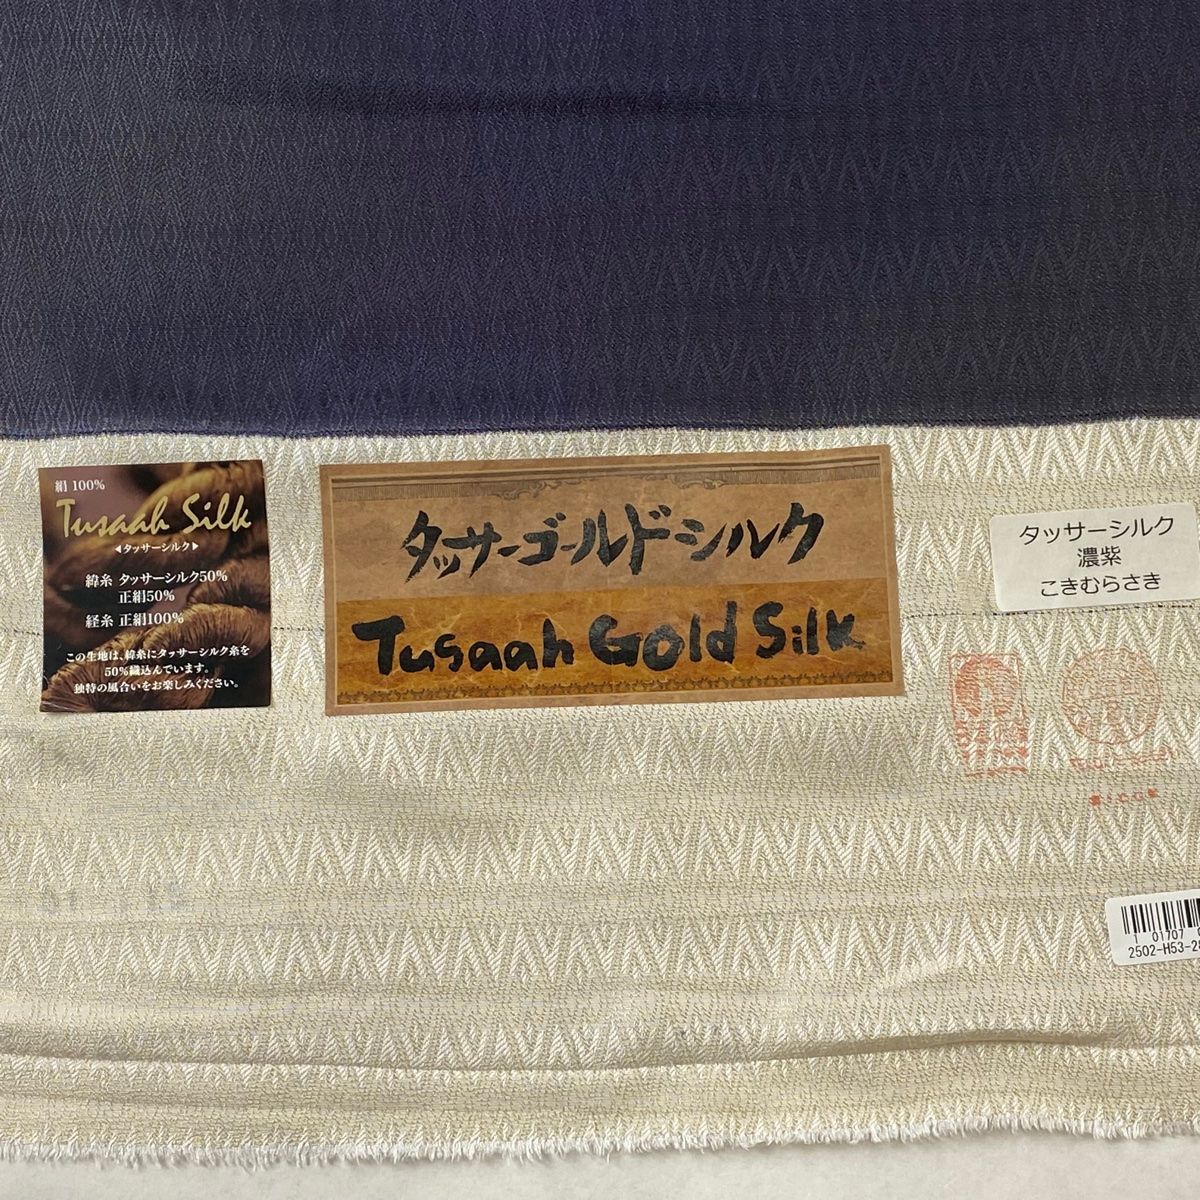 絹 100%
Tusaah Silk
◀タッサーシルク▶
緯糸 タッサーシルク50%
正絹50%
経糸 正絹100%
この生地は、緯糸にタッサーシルク糸を
50%織込んでいます。
独特の風合いをお楽しみください。
タッサーゴールドシルク
Tusaah Gold Silk
タッサーシルク
濃紫
こきむらさき
1 01707
2502-H53-2